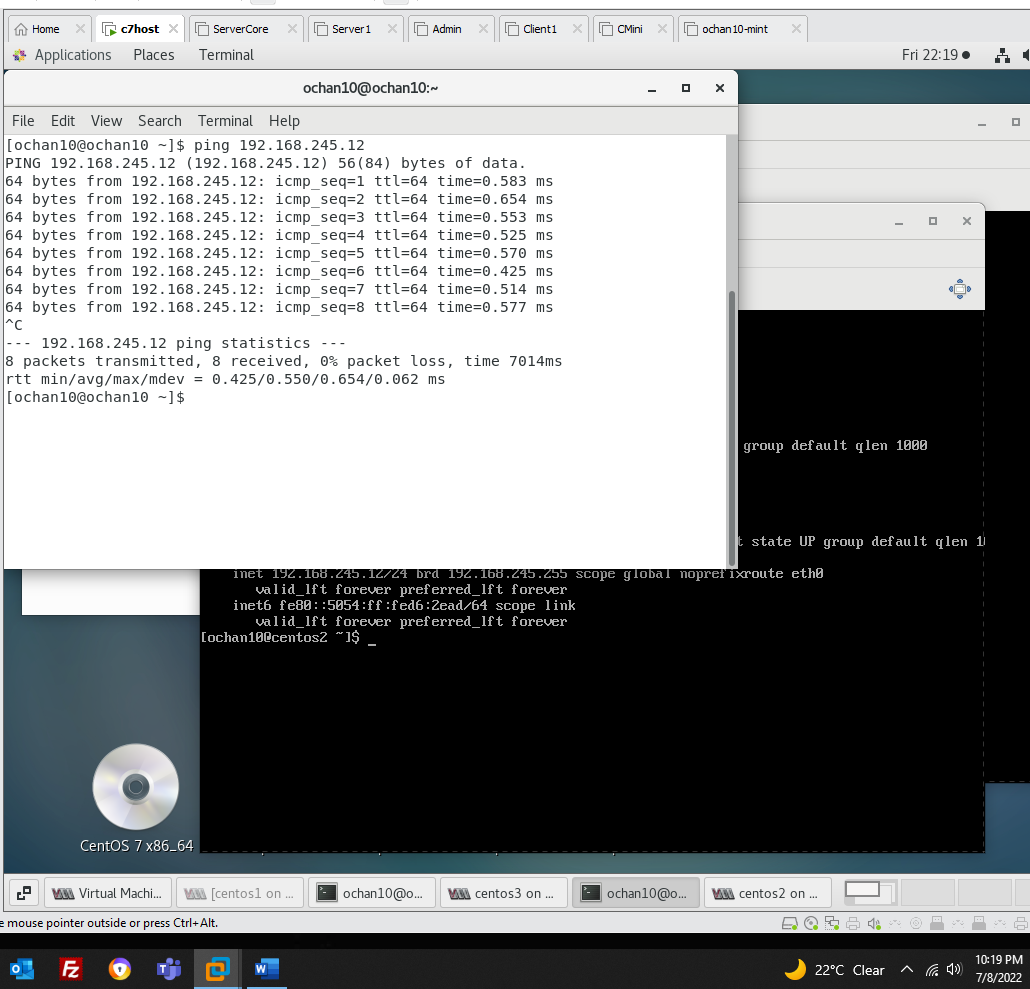 Home
c7host
ServerCore
Server1
Admin
Client1
CMini
ochan10-mint
Applications Places Terminal
Fri 22:19
ochan10@ochan10:~
File Edit View Search Terminal Help
[ochan10@ochan10 ~]$ ping 192.168.245.12
PING 192.168.245.12 (192.168.245.12) 56(84) bytes of data.
64 bytes from 192.168.245.12: icmp_seq=1 ttl=64 time=0.583 ms
64 bytes from 192.168.245.12: icmp_seq=2 ttl=64 time=0.654 ms
64 bytes from 192.168.245.12: icmp_seq=3 ttl=64 time=0.553 ms
64 bytes from 192.168.245.12: icmp_seq=4 ttl=64 time=0.525 ms
64 bytes from 192.168.245.12: icmp_seq=5 ttl=64 time=0.570 ms
64 bytes from 192.168.245.12: icmp_seq=6 ttl=64 time=0.425 ms
64 bytes from 192.168.245.12: icmp_seq=7 ttl=64 time=0.514 ms
64 bytes from 192.168.245.12: icmp_seq=8 ttl=64 time=0.577 ms
^C
--- 192.168.245.12 ping statistics ---
8 packets transmitted, 8 received, 0% packet loss, time 7014ms
rtt min/avg/max/mdev = 0.425/0.550/0.654/0.062 ms
[ochan10@ochan10 ~]$
group default qlen 1000
t state UP group default qlen 10
inet 192.168.245.12/24 brd 192.168.245.255 scope global noprefixroute eth0
valid_lft forever preferred_lft forever
inet6 fe80::5054:ff:fed6:2ead/64 scope link
valid_lft forever preferred_lft forever
[ochan10@centos2 ~]$ _
CentOS 7 x86_64
Virtual Machi...
[centos1 on ...
ochan10@o...
centos3 on ...
ochan10@o...
centos2 on ...
e mouse pointer outside or press Ctrl+Alt.
22°C Clear
10:19 PM
7/8/2022